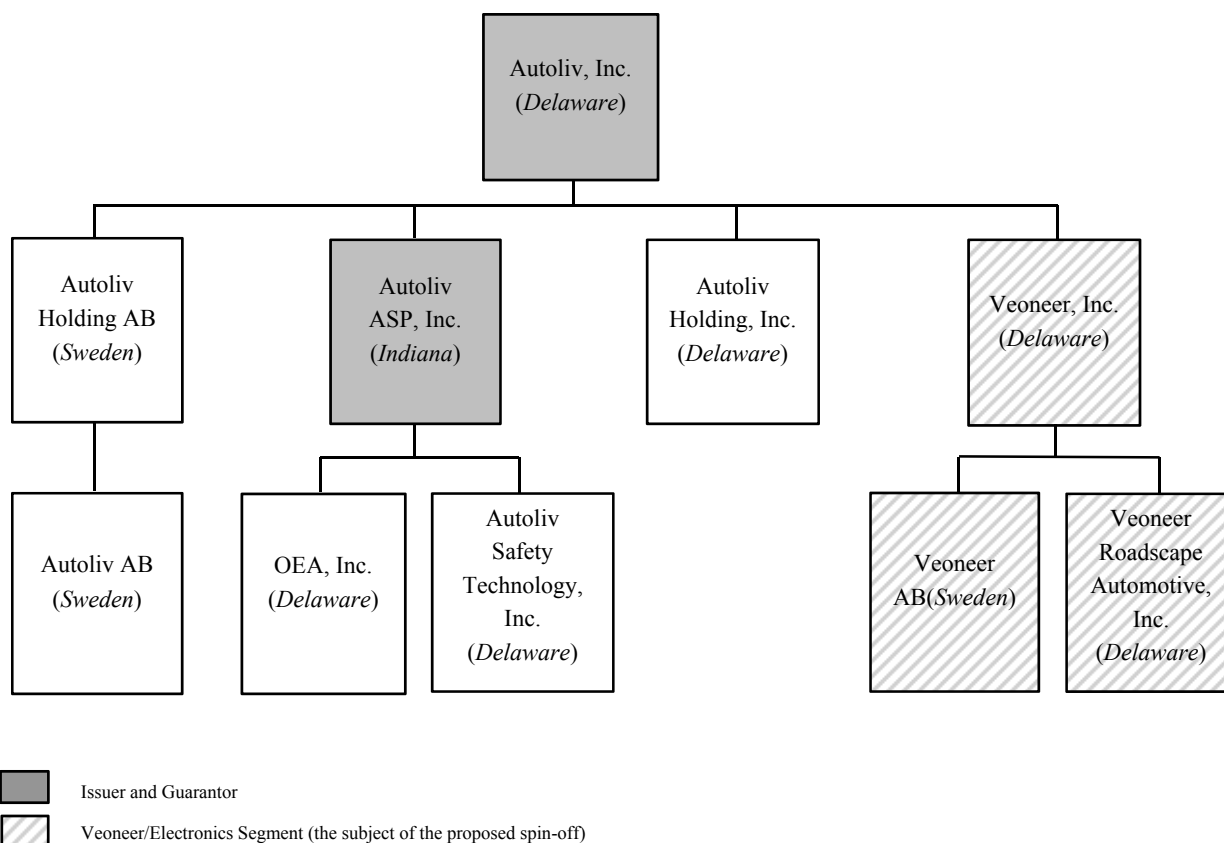 Autoliv, Inc.
(Delaware)
Autoliv
Holding AB
(Sweden)
Autoliv
ASP, Inc.
(Indiana)
Autoliv
Holding, Inc.
(Delaware)
Veoneer, Inc.
(Delaware)
Autoliv AB
(Sweden)
OEA, Inc.
(Delaware)
Autoliv
Safety
Technology,
Inc.
(Delaware)
Veoneer
AB(Sweden)
Veoneer
Roadscape
Automotive,
Inc.
(Delaware)
Issuer and Guarantor
Veoneer/Electronics Segment (the subject of the proposed spin-off)